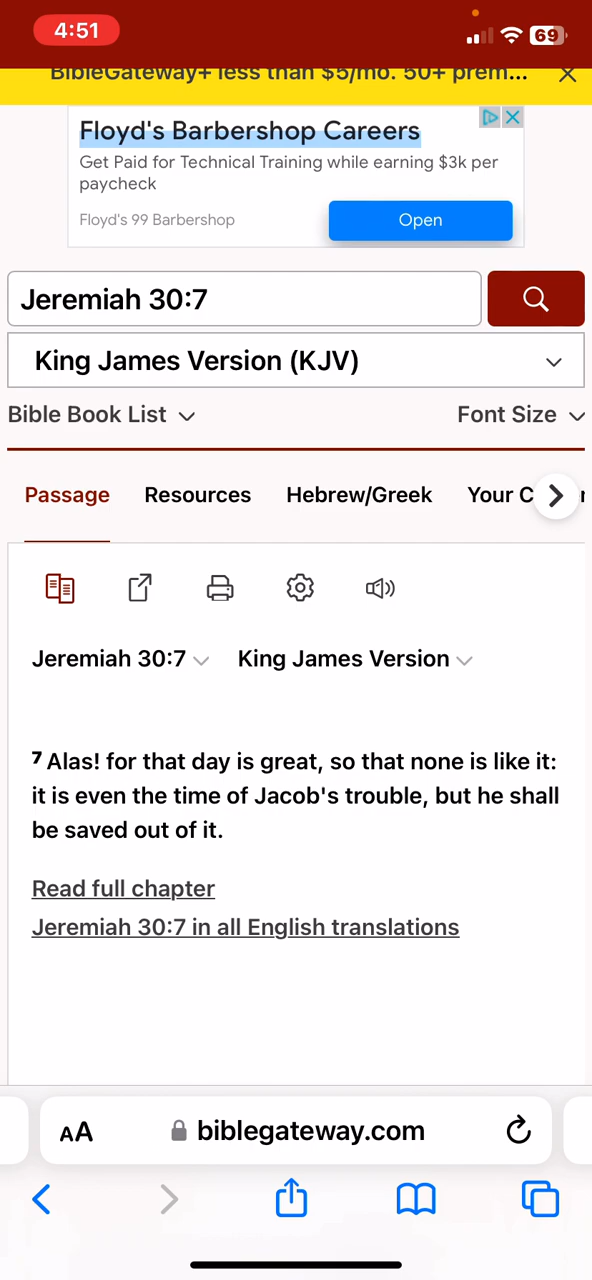 4:51
69
BibleGateway+ less than $5/mo. 50+ prem...
Floyd's Barbershop Careers
Get Paid for Technical Training while earning $3k per
paycheck
Floyd's 99 Barbershop
Open
Jeremiah 30:7
King James Version (KJV)
Bible Book List
Font Size
Passage
Resources
Hebrew/Greek
Your C
Jeremiah 30:7
King James Version
7 Alas! for that day is great, so that none is like it:
it is even the time of Jacob's trouble, but he shall
be saved out of it.
Read full chapter
Jeremiah 30:7 in all English translations
AA
biblegateway.com